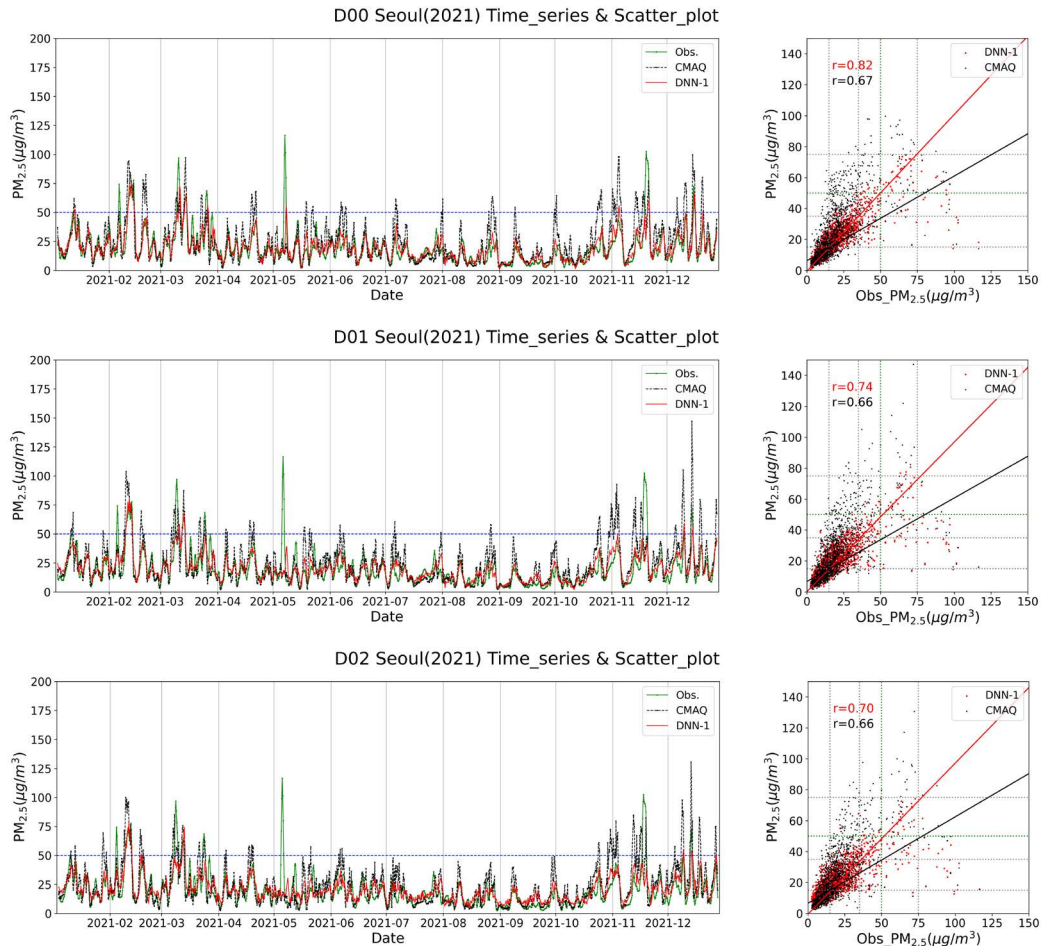 D00 Seoul(2021) Time_series & Scatter_plot
PM2.5(μg/m³)
200
175
150
125
100
75
50
25
0
Obs.
CMAQ
DNN-1
2021-02 2021-03 2021-04 2021-05 2021-06 2021-07 2021-08 2021-09 2021-10 2021-11 2021-12
Date
PM2.5(μg/m³)
140
120
100
80
60
40
20
0
r=0.82
r=0.67
DNN-1
CMAQ
0 25 50 75 100 125 150
Obs_PM2.5(μg/m³)
D01 Seoul(2021) Time_series & Scatter_plot
PM2.5(μg/m³)
200
175
150
125
100
75
50
25
0
Obs.
CMAQ
DNN-1
2021-02 2021-03 2021-04 2021-05 2021-06 2021-07 2021-08 2021-09 2021-10 2021-11 2021-12
Date
PM2.5(μg/m³)
140
120
100
80
60
40
20
0
r=0.74
r=0.66
DNN-1
CMAQ
0 25 50 75 100 125 150
Obs_PM2.5(μg/m³)
D02 Seoul(2021) Time_series & Scatter_plot
PM2.5(μg/m³)
200
175
150
125
100
75
50
25
0
Obs.
CMAQ
DNN-1
2021-02 2021-03 2021-04 2021-05 2021-06 2021-07 2021-08 2021-09 2021-10 2021-11 2021-12
Date
PM2.5(μg/m³)
140
120
100
80
60
40
20
0
r=0.70
r=0.66
DNN-1
CMAQ
0 25 50 75 100 125 150
Obs_PM2.5(μg/m³)